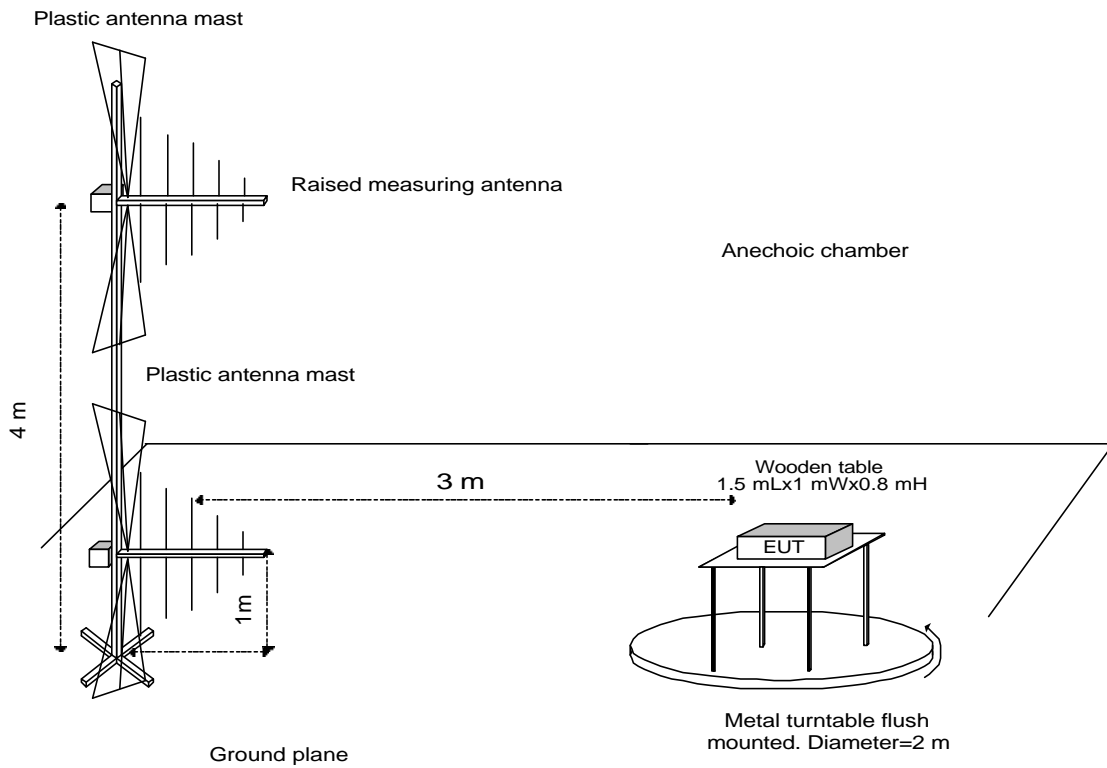 Plastic antenna mast
Raised measuring antenna
Anechoic chamber
Plastic antenna mast
4 m
3 m
Wooden table
1.5 mLx1 mWx0.8 mH
EUT
1m
Metal turntable flush
mounted. Diameter=2 m
Ground plane